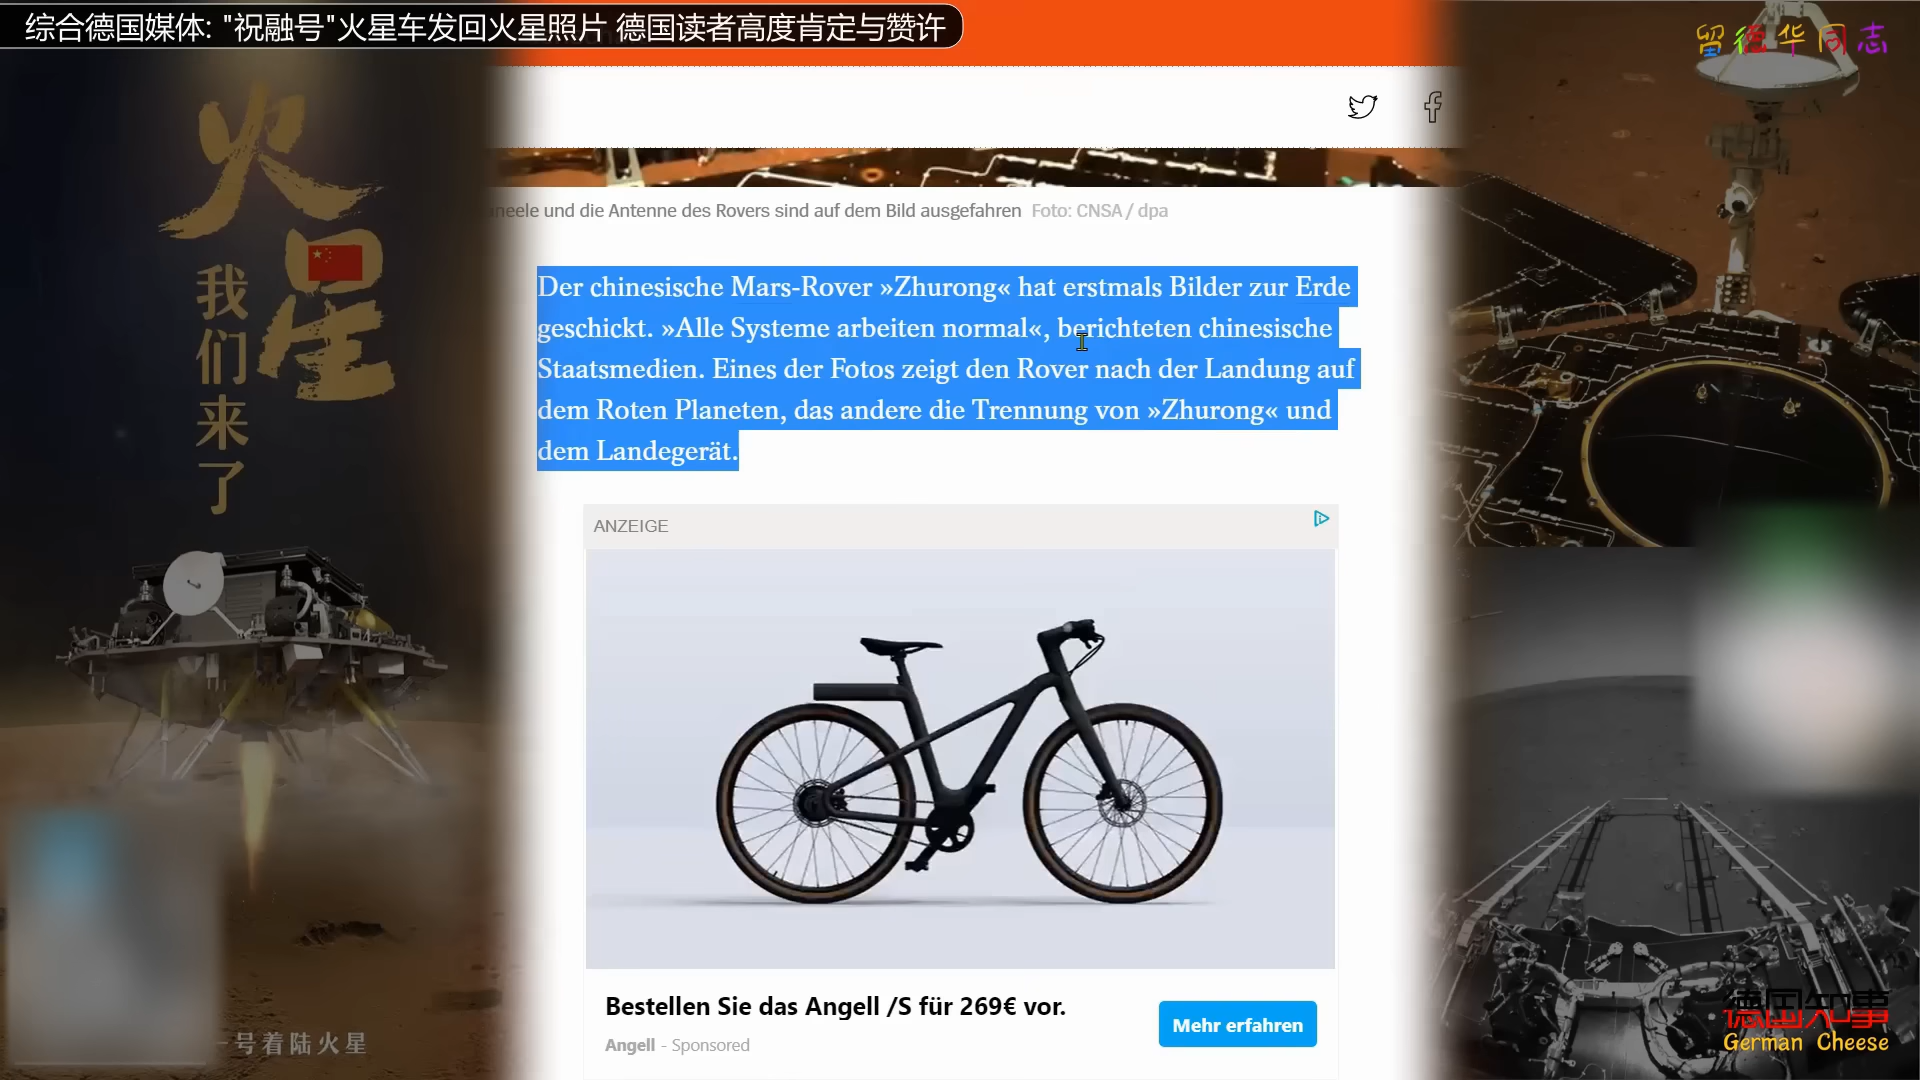 综合德国媒体: "祝融号"火星车发回火星照片 德国读者高度肯定与赞许
留德华同志
火星
我们来了
neele und die Antenne des Rovers sind auf dem Bild ausgefahren Foto: CNSA / dpa
Der chinesische Mars-Rover »Zhurong« hat erstmals Bilder zur Erde
geschickt. »Alle Systeme arbeiten normal«, berichteten chinesische
Staatsmedien. Eines der Fotos zeigt den Rover nach der Landung auf
dem Roten Planeten, das andere die Trennung von »Zhurong« und
dem Landegerät.
ANZEIGE
Bestellen Sie das Angell /S für 269€ vor.
Angell - Sponsored
Mehr erfahren
号着陆火星
德国知事
German Cheese